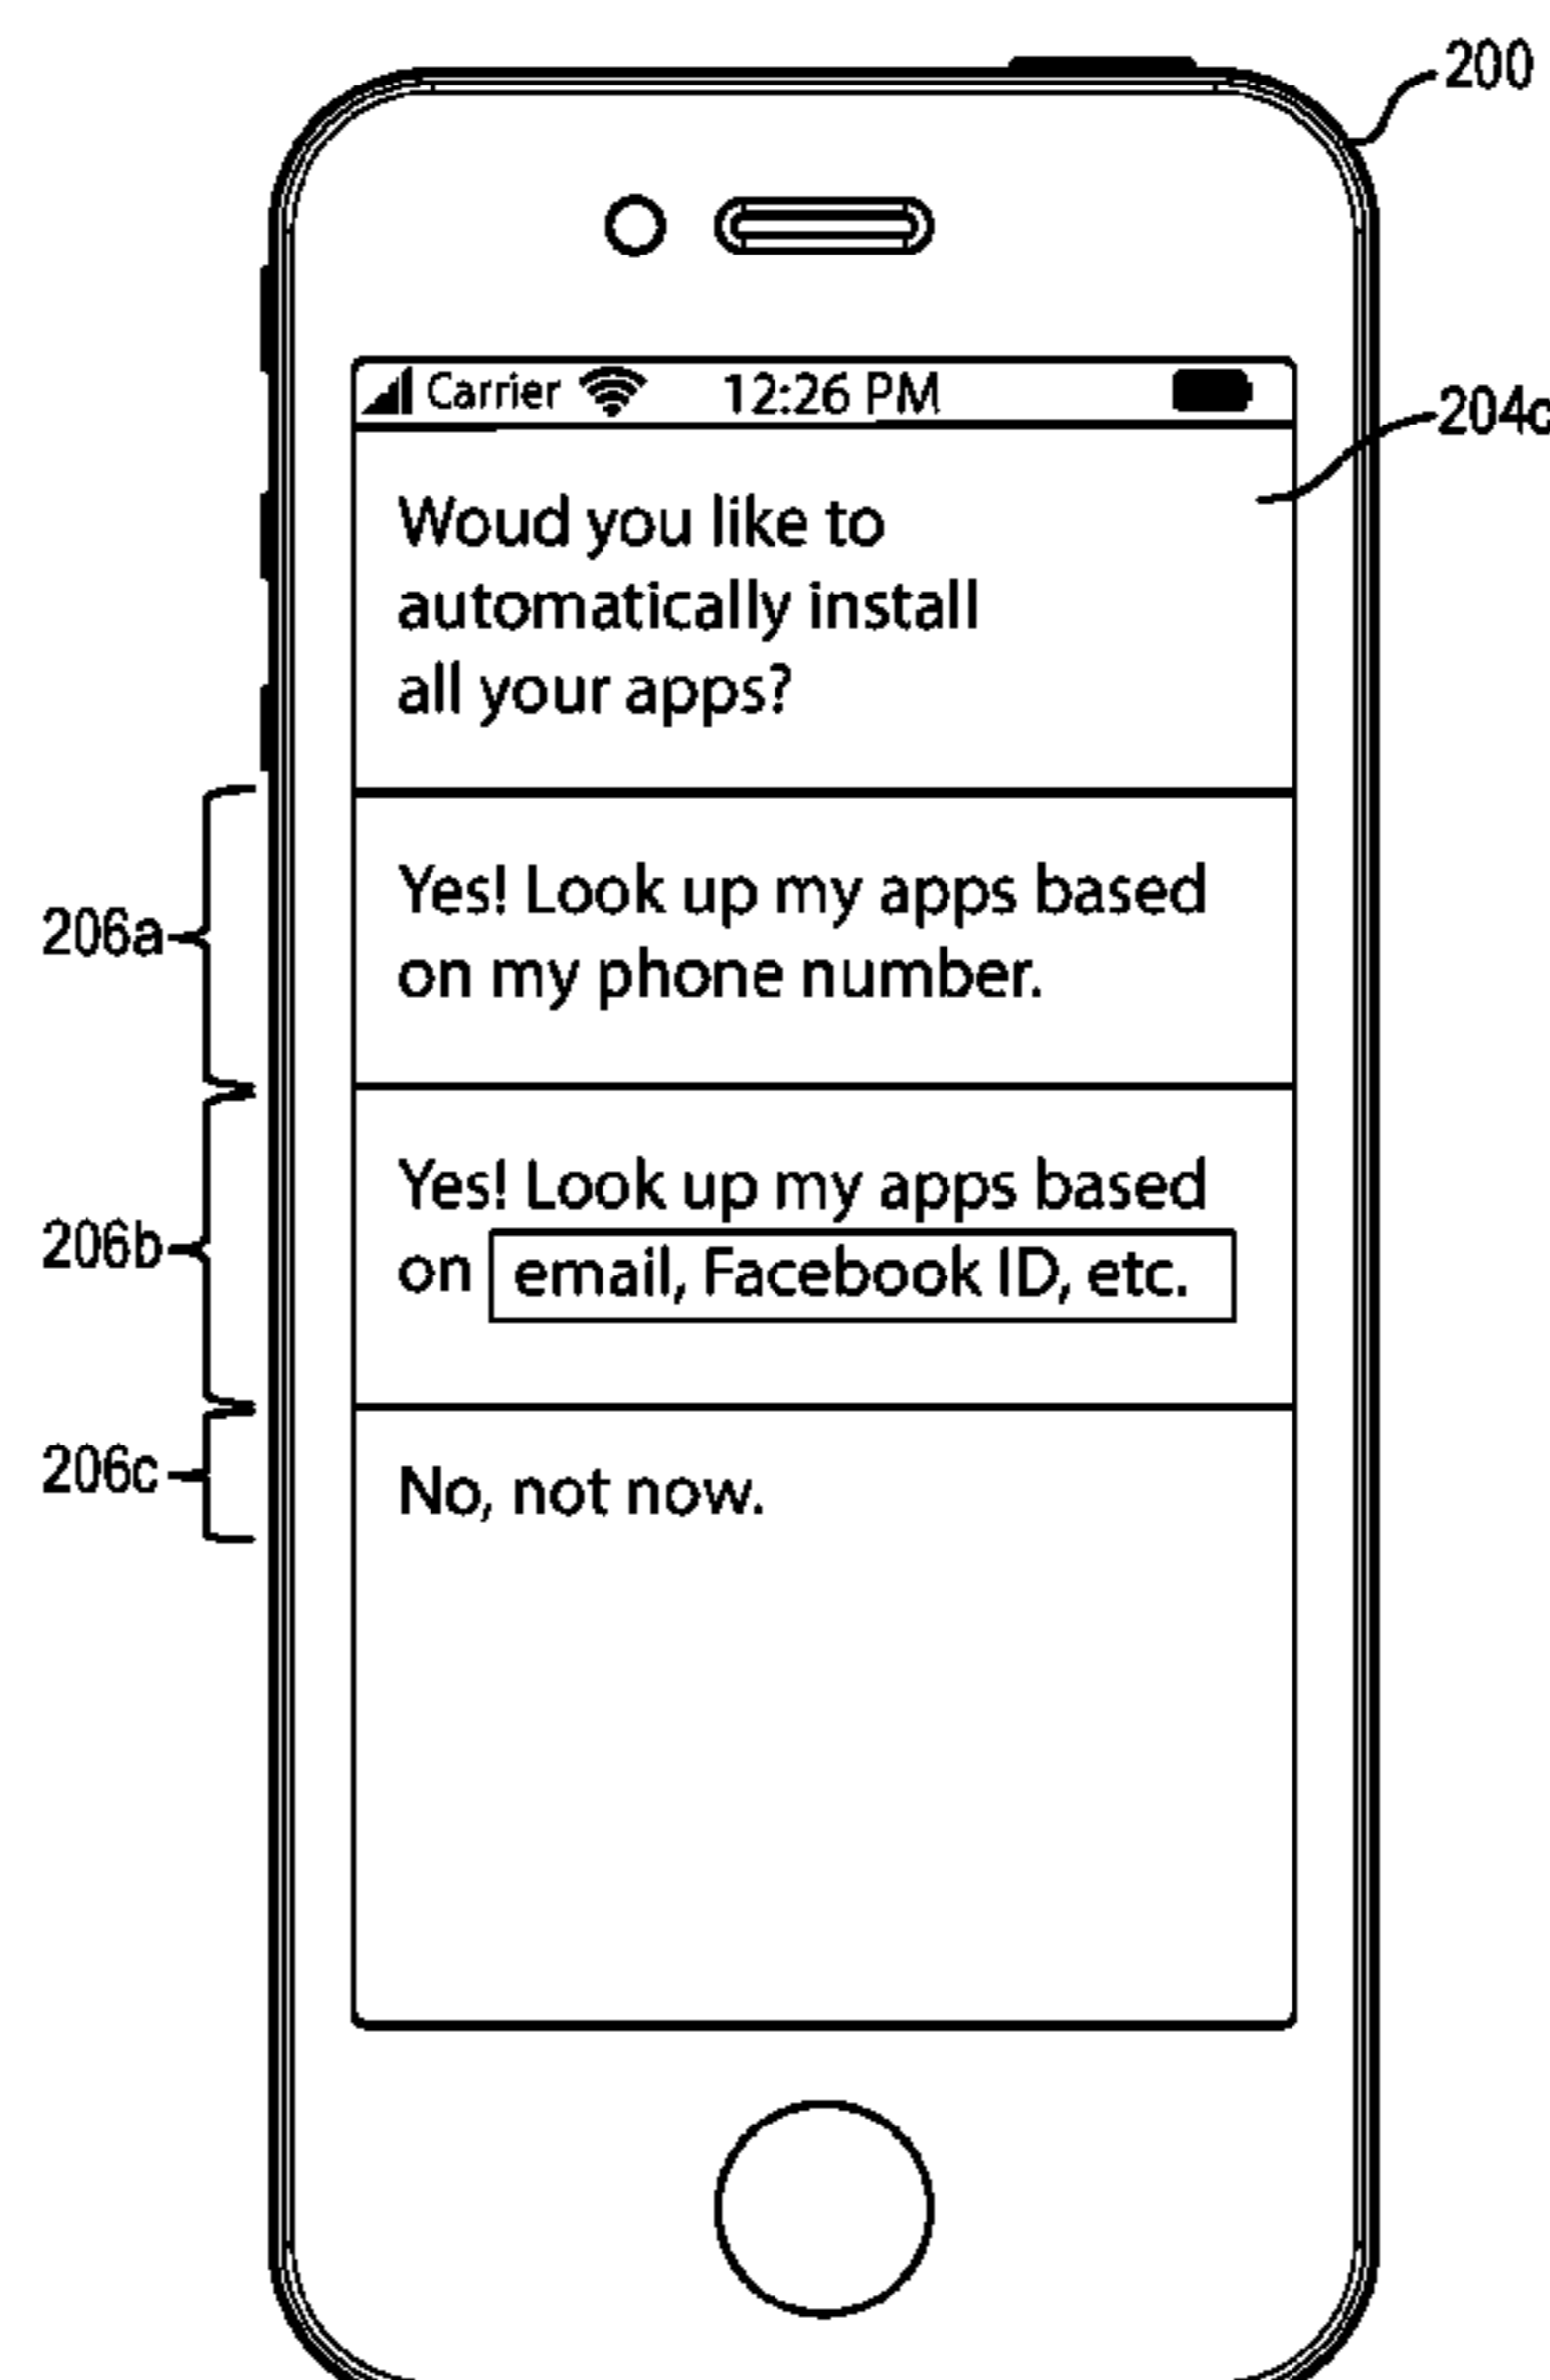 200
Carrier 12:26 PM
204c
Woud you like to
automatically install
all your apps?
206a
Yes! Look up my apps based
on my phone number.
206b
Yes! Look up my apps based
on email, Facebook ID, etc.
206c
No, not now.